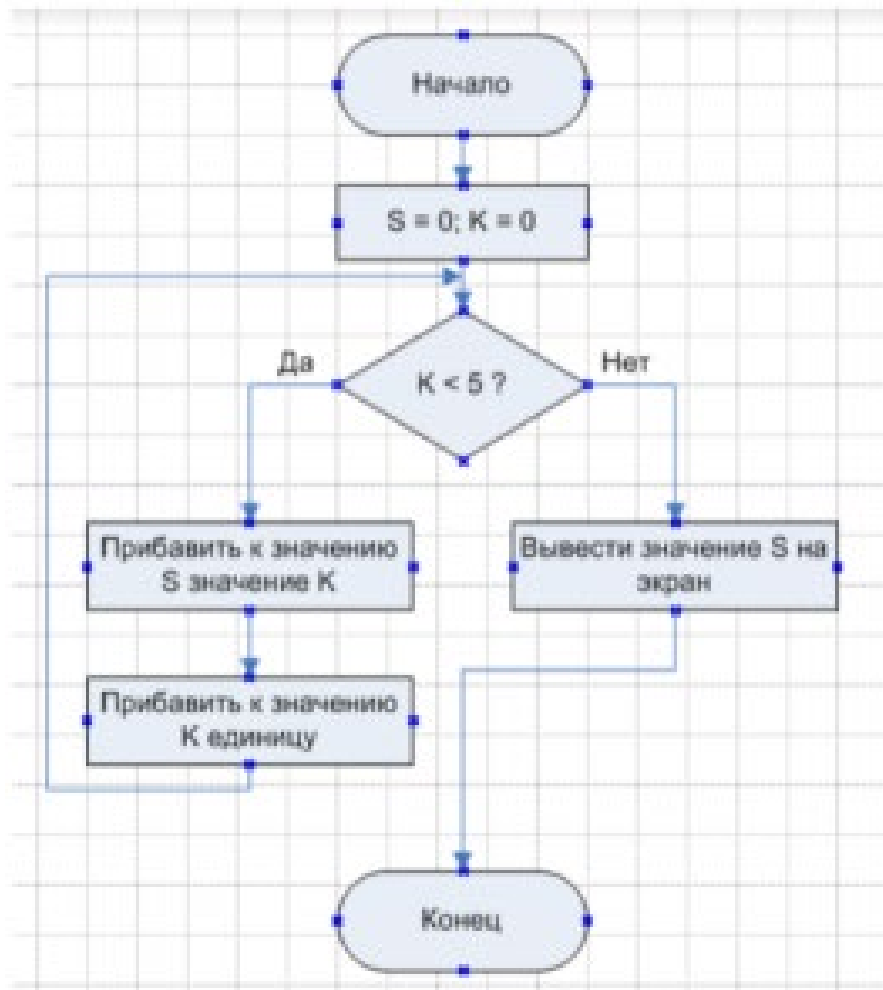 Начало
S = 0; K = 0
Да
K < 5 ?
Нет
Прибавить к значению
S значение K
Вывести значение S на
экран
Прибавить к значению
K единицу
Конец